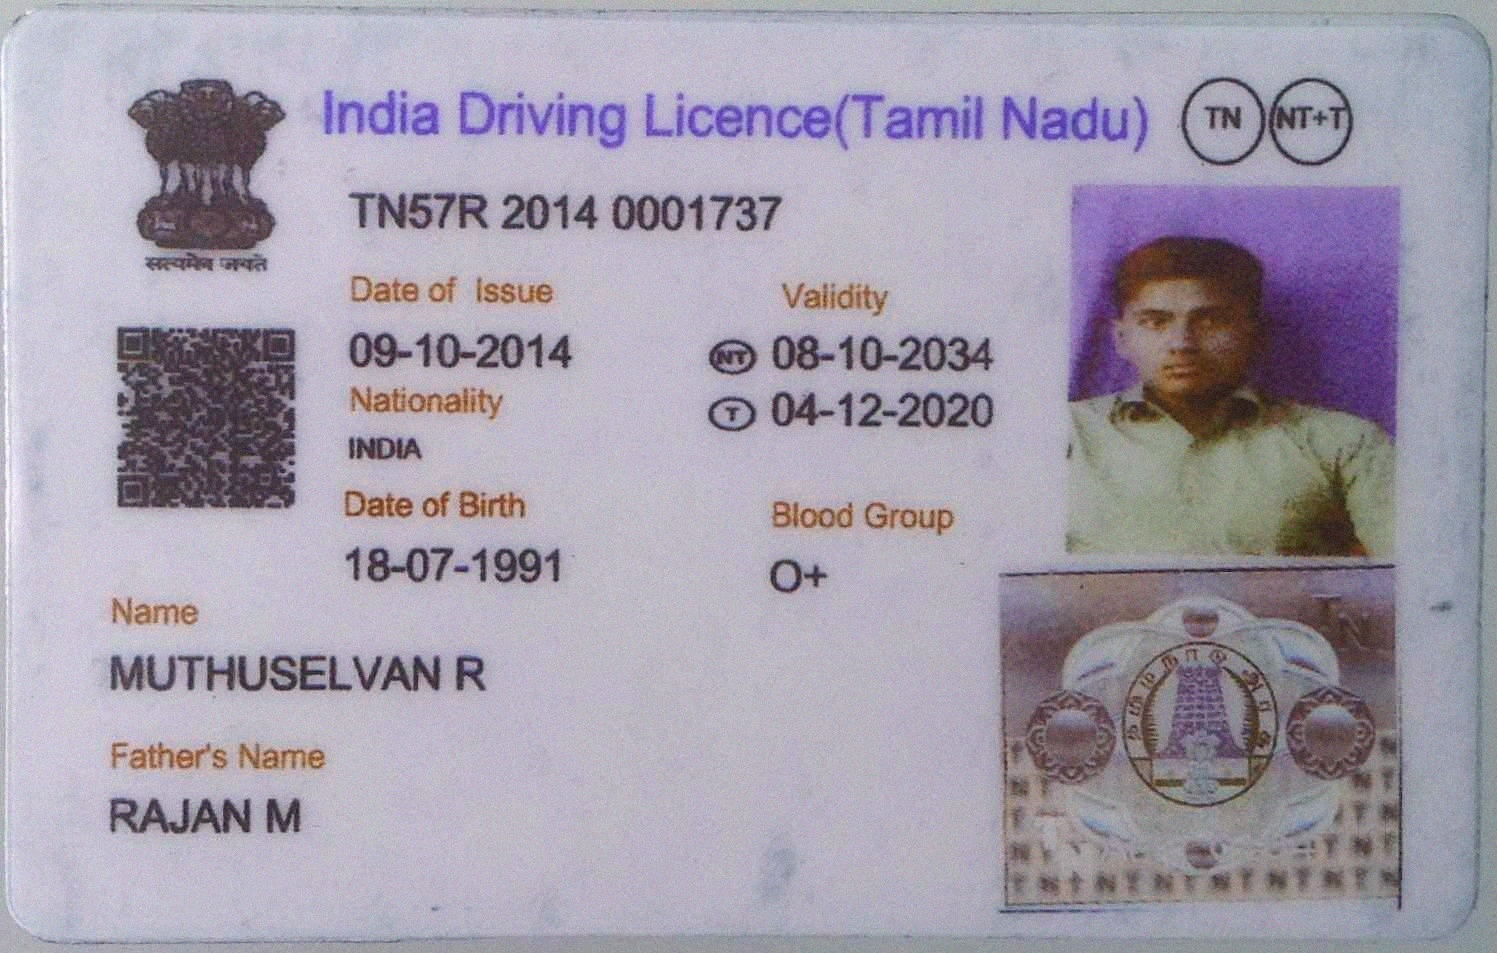 India Driving Licence(Tamil Nadu)
TN
NT+T
TN57R 2014 0001737
सत्यमेव जयते
Date of Issue
Validity
09-10-2014
NT 08-10-2034
Nationality
T 04-12-2020
INDIA
Date of Birth
Blood Group
18-07-1991
O+
Name
MUTHUSELVAN R
Father's Name
RAJAN M
TN